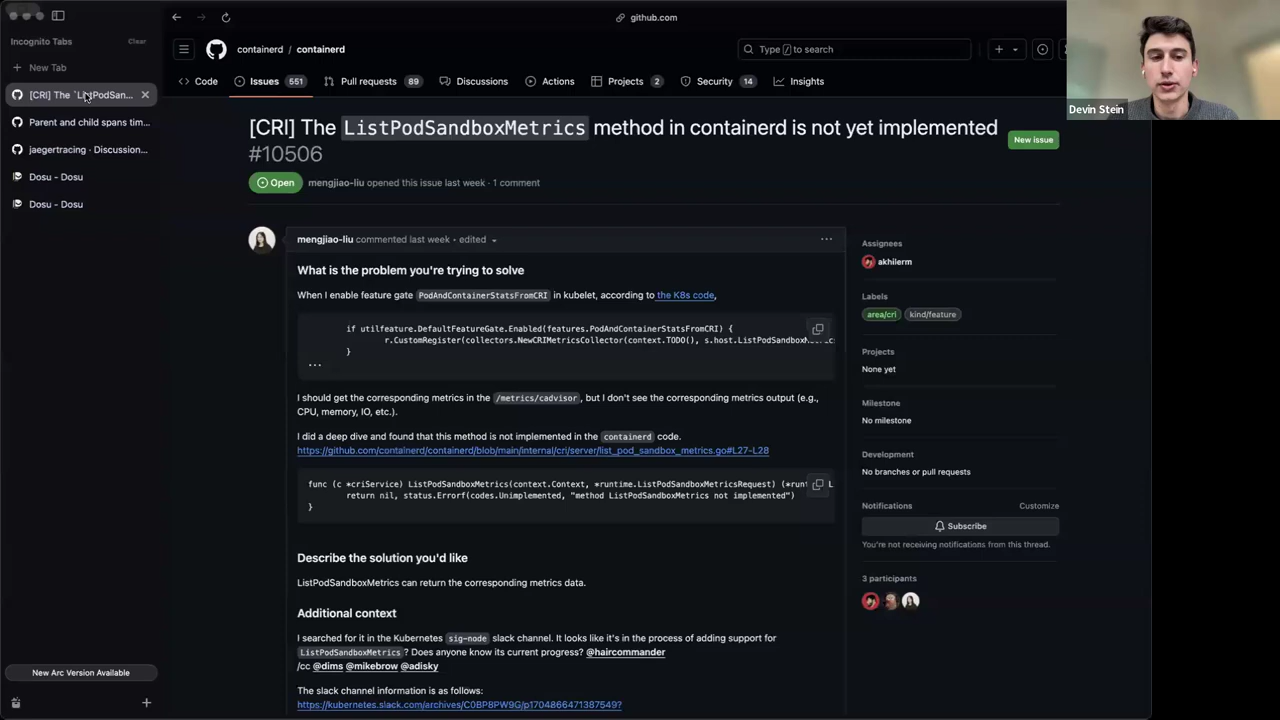 Incognito Tabs
Clear
New Tab
[CRI] The `ListPodSan...
Parent and child spans tim...
jaegertracing · Discussion...
Dosu - Dosu
Dosu - Dosu
New Arc Version Available
github.com
containerd / containerd
Type / to search
Code
Issues 551
Pull requests 89
Discussions
Actions
Projects 2
Security 14
Insights
Devin Stein
[CRI] The ListPodSandboxMetrics method in containerd is not yet implemented
#10506
New issue
Open
mengjiao-liu opened this issue last week · 1 comment
mengjiao-liu commented last week · edited
What is the problem you're trying to solve
When I enable feature gate PodAndContainerStatsFromCRI in kubelet, according to the K8s code,
if utilfeature.DefaultFeatureGate.Enabled(features.PodAndContainerStatsFromCRI) {
r.CustomRegister(collectors.NewCRIMetricsCollector(context.TODO(), s.host.ListPodSandboxMetrics
}
...
I should get the corresponding metrics in the /metrics/cadvisor, but I don't see the corresponding metrics output (e.g.,
CPU, memory, IO, etc.).
I did a deep dive and found that this method is not implemented in the containerd code.
https://github.com/containerd/containerd/blob/main/internal/cri/server/list_pod_sandbox_metrics.go#L27-L28
func (c *criService) ListPodSandboxMetrics(context.Context, *runtime.ListPodSandboxMetricsRequest) (*runt
return nil, status.Errorf(codes.Unimplemented, "method ListPodSandboxMetrics not implemented")
}
Describe the solution you'd like
ListPodSandboxMetrics can return the corresponding metrics data.
Additional context
I searched for it in the Kubernetes sig-node slack channel. It looks like it's in the process of adding support for
ListPodSandboxMetrics? Does anyone know its current progress? @haircommander
/cc @dims @mikebrow @adisky
The slack channel information is as follows:
https://kubernetes.slack.com/archives/C0BP8PW9G/p1704866471387549?
Assignees
akhilerm
Labels
area/cri
kind/feature
Projects
None yet
Milestone
No milestone
Development
No branches or pull requests
Notifications
Customize
Subscribe
You're not receiving notifications from this thread.
3 participants